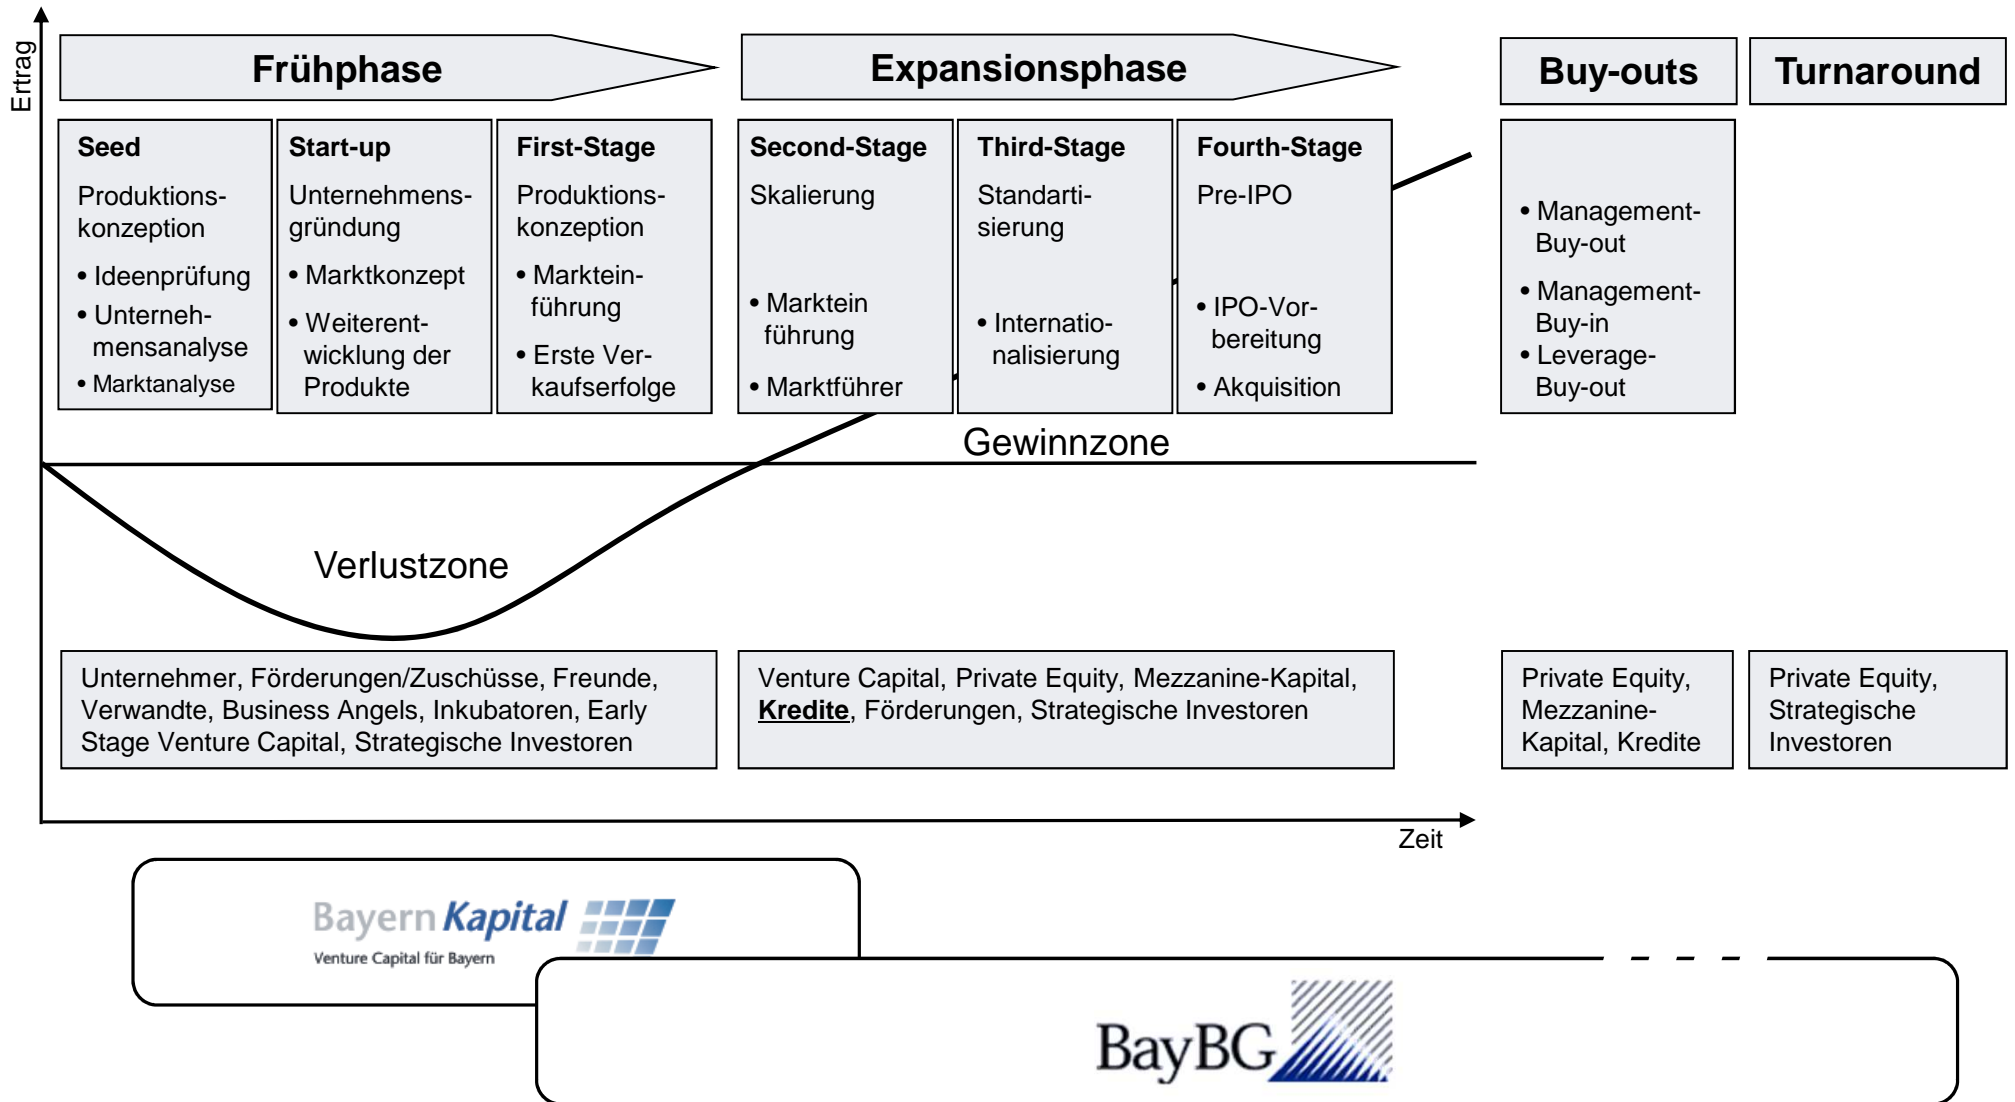 Ertrag
Frühphase
Expansionsphase
Buy-outs
Turnaround
Seed
Produktions-
konzeption
• Ideenprüfung
• Unterneh-
mensanalyse
• Marktanalyse
Start-up
Unternehmens-
gründung
• Marktkonzept
• Weiterent-
wicklung der
Produkte
First-Stage
Produktions-
konzeption
• Marktein-
führung
• Erste Ver-
kaufserfolge
Second-Stage
Skalierung
• Marktein
führung
• Marktführer
Third-Stage
Standarti-
sierung
• Internatio-
nalisierung
Fourth-Stage
Pre-IPO
• IPO-Vor-
bereitung
• Akquisition
• Management-
Buy-out
• Management-
Buy-in
• Leverage-
Buy-out
Gewinnzone
Verlustzone
Unternehmer, Förderungen/Zuschüsse, Freunde,
Verwandte, Business Angels, Inkubatoren, Early
Stage Venture Capital, Strategische Investoren
Venture Capital, Private Equity, Mezzanine-Kapital,
Kredite, Förderungen, Strategische Investoren
Private Equity,
Mezzanine-
Kapital, Kredite
Private Equity,
Strategische
Investoren
Zeit
Bayern Kapital
Venture Capital für Bayern
BayBG